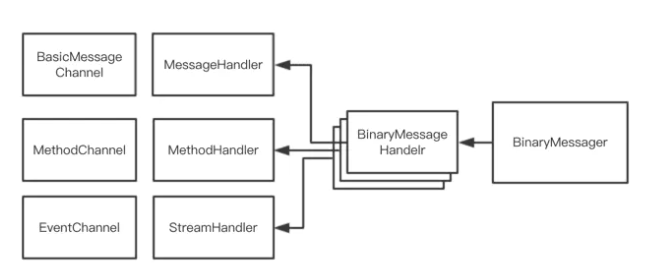 BasicMessage
Channel
MessageHandler
MethodChannel
MethodHandler
BinaryMessage
Handelr
BinaryMessager
EventChannel
StreamHandler